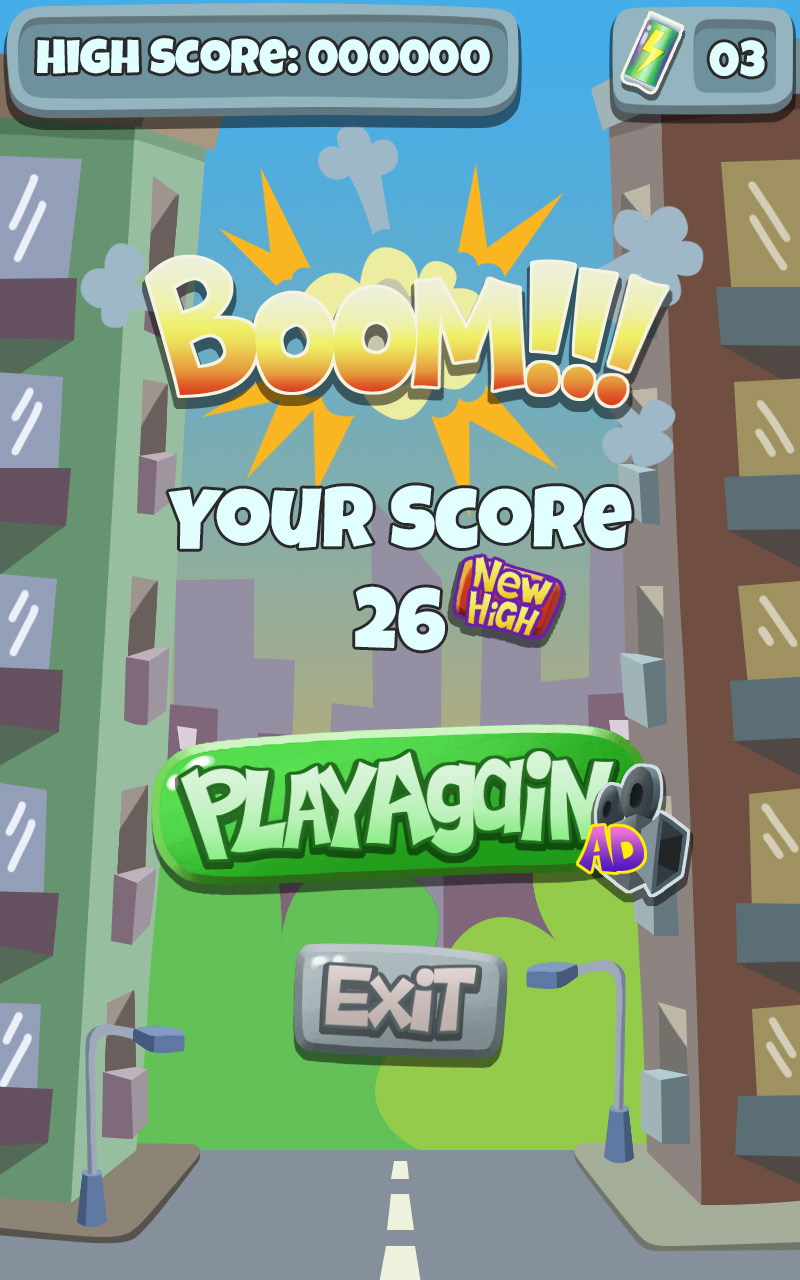 HIGH SCORe: 000000
03
BOOM!!!
YOUR SCORe
26
New
HiGH
PLAYAgaiN
AD
EXiT